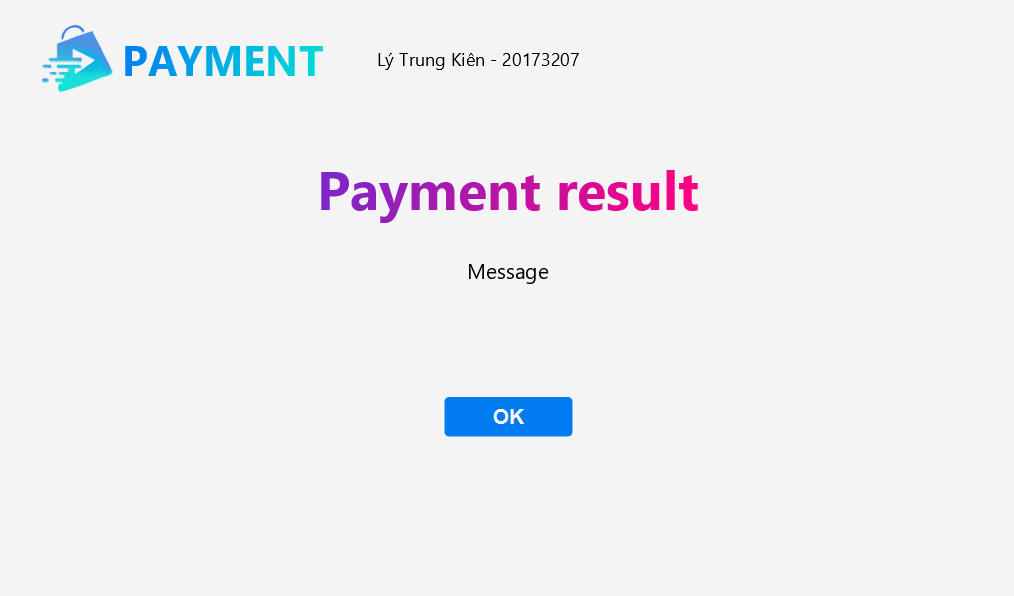 PAYMENT
Lý Trung Kiên - 20173207
Payment result
Message
OK